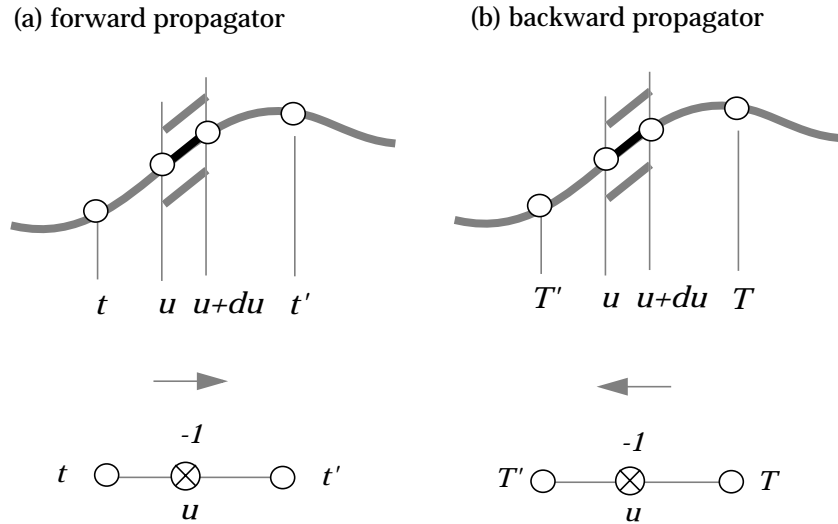 (a) forward propagator
(b) backward propagator
t u u+du t'
T' u u+du T
-1
t t'
u
-1
T' T
u